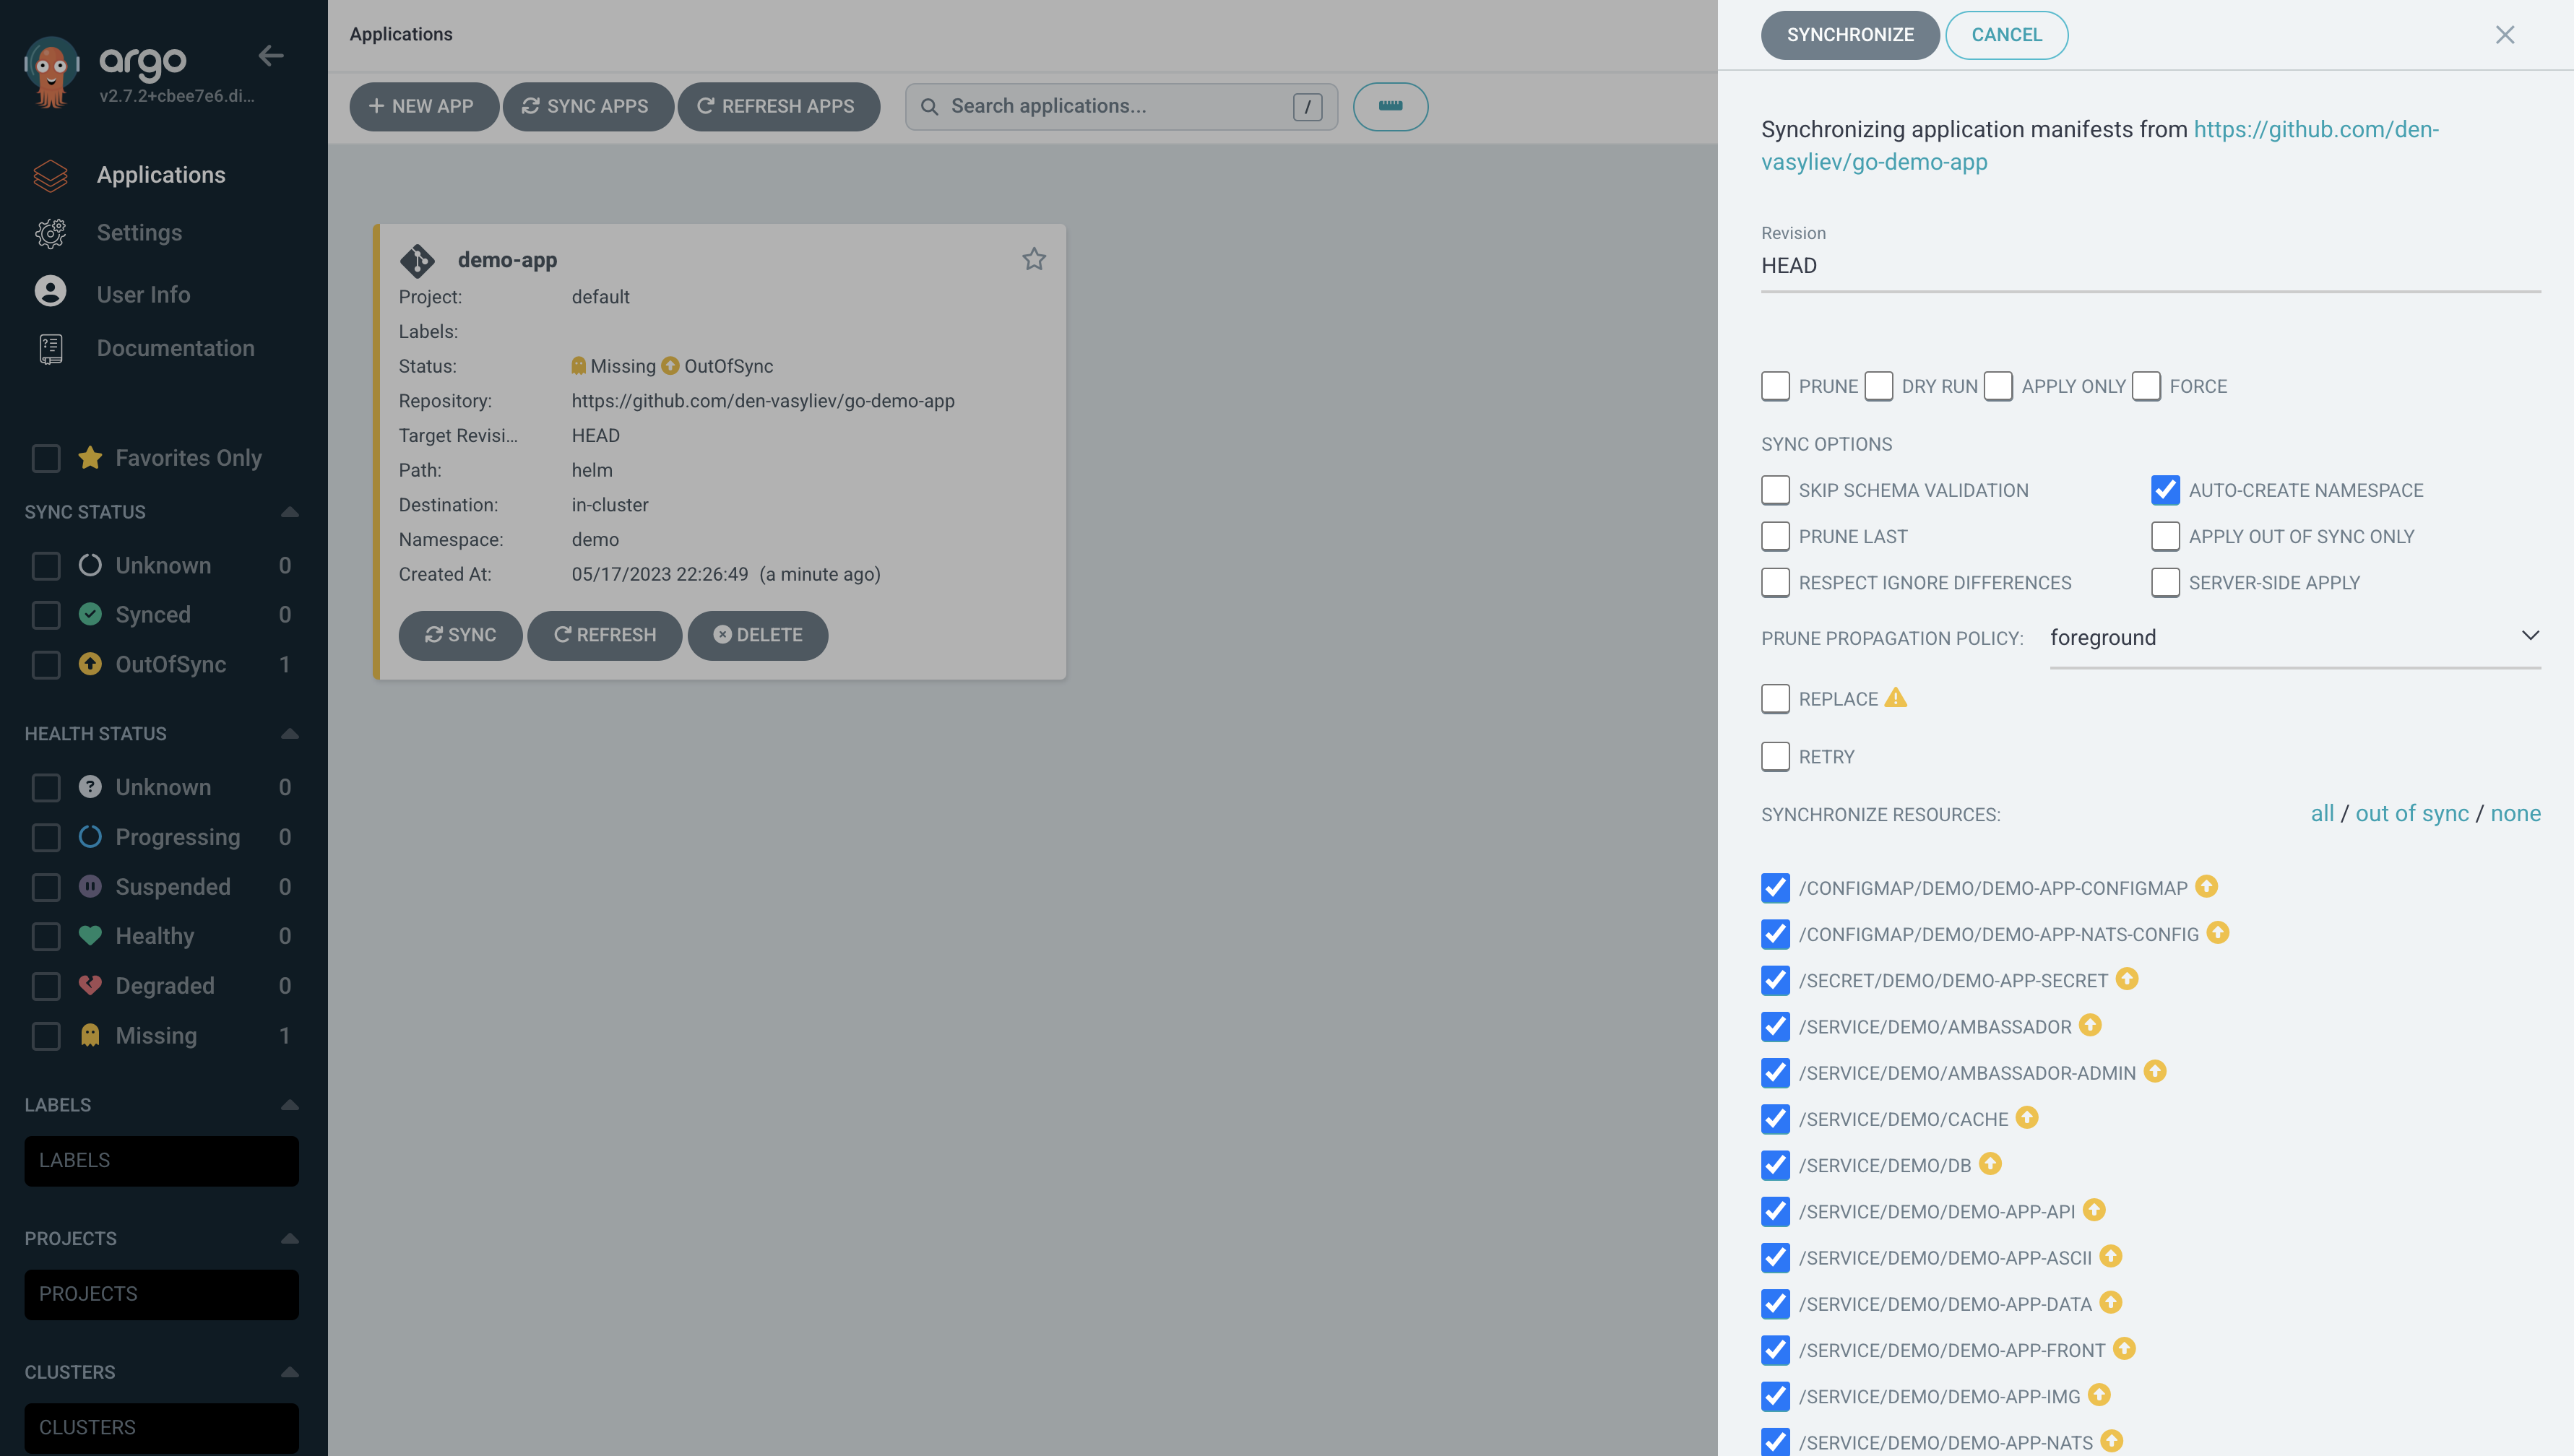 argo
v2.7.2+cbee7e6.di...
Applications
Settings
User Info
Documentation
Favorites Only
SYNC STATUS
Unknown 0
Synced 0
OutOfSync 1
HEALTH STATUS
Unknown 0
Progressing 0
Suspended 0
Healthy 0
Degraded 0
Missing 1
LABELS
LABELS
PROJECTS
PROJECTS
CLUSTERS
CLUSTERS
Applications
+ NEW APP SYNC APPS REFRESH APPS Search applications... /
demo-app
Project: default
Labels:
Status: Missing OutOfSync
Repository: https://github.com/den-vasyliev/go-demo-app
Target Revisi... HEAD
Path: helm
Destination: in-cluster
Namespace: demo
Created At: 05/17/2023 22:26:49 (a minute ago)
SYNC REFRESH DELETE
SYNCHRONIZE CANCEL
Synchronizing application manifests from https://github.com/den-
vasyliev/go-demo-app
Revision
HEAD
PRUNE DRY RUN APPLY ONLY FORCE
SYNC OPTIONS
SKIP SCHEMA VALIDATION AUTO-CREATE NAMESPACE
PRUNE LAST APPLY OUT OF SYNC ONLY
RESPECT IGNORE DIFFERENCES SERVER-SIDE APPLY
PRUNE PROPAGATION POLICY: foreground
REPLACE
RETRY
SYNCHRONIZE RESOURCES: all / out of sync / none
/CONFIGMAP/DEMO/DEMO-APP-CONFIGMAP
/CONFIGMAP/DEMO/DEMO-APP-NATS-CONFIG
/SECRET/DEMO/DEMO-APP-SECRET
/SERVICE/DEMO/AMBASSADOR
/SERVICE/DEMO/AMBASSADOR-ADMIN
/SERVICE/DEMO/CACHE
/SERVICE/DEMO/DB
/SERVICE/DEMO/DEMO-APP-API
/SERVICE/DEMO/DEMO-APP-ASCII
/SERVICE/DEMO/DEMO-APP-DATA
/SERVICE/DEMO/DEMO-APP-FRONT
/SERVICE/DEMO/DEMO-APP-IMG
/SERVICE/DEMO/DEMO-APP-NATS